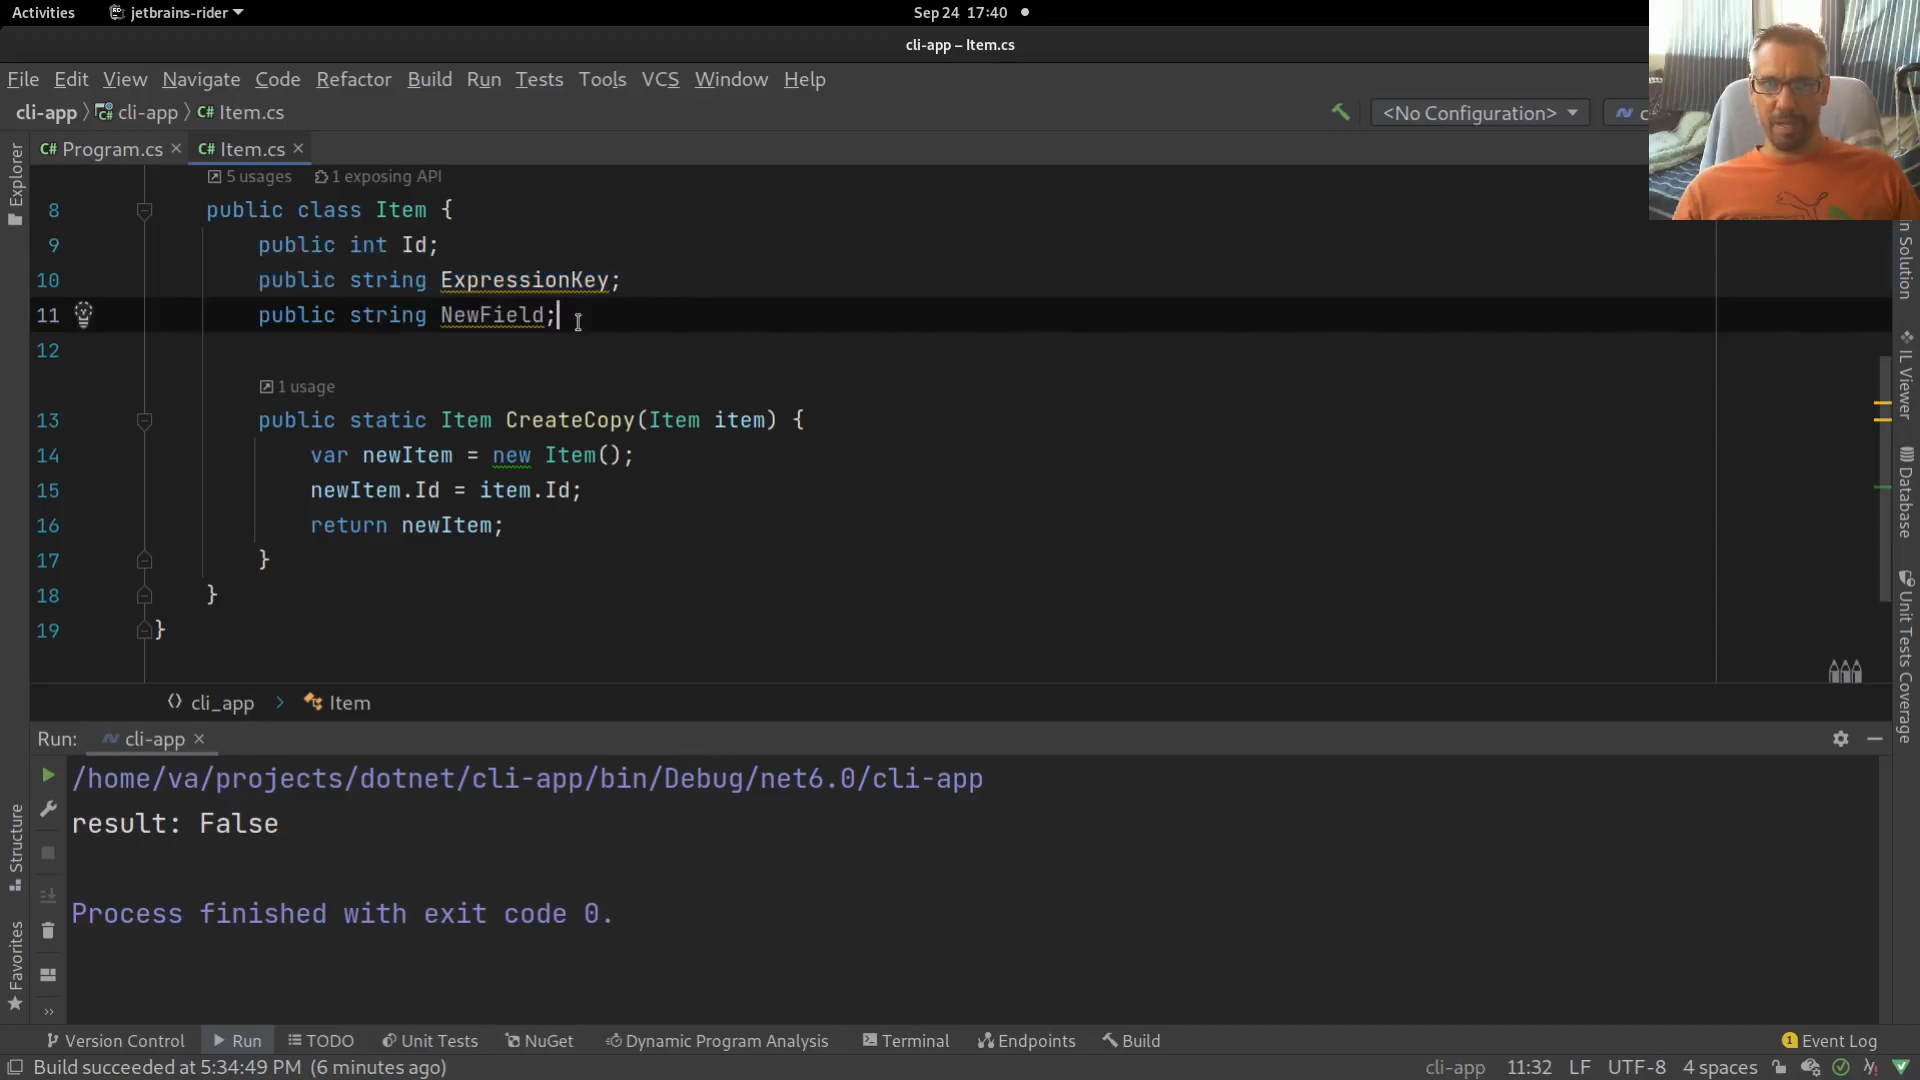 Activities jetbrains-rider Sep 24 17:40
cli-app – Item.cs
File Edit View Navigate Code Refactor Build Run Tests Tools VCS Window Help
cli-app cli-app C# Item.cs <No Configuration>
C# Program.cs C# Item.cs
5 usages 1 exposing API
8 public class Item {
9 public int Id;
10 public string ExpressionKey;
11 public string NewField;
12
1 usage
13 public static Item CreateCopy(Item item) {
14 var newItem = new Item();
15 newItem.Id = item.Id;
16 return newItem;
17 }
18 }
19 }
cli_app Item
Run: cli-app
/home/va/projects/dotnet/cli-app/bin/Debug/net6.0/cli-app
result: False
Process finished with exit code 0.
Version Control Run TODO Unit Tests NuGet Dynamic Program Analysis Terminal Endpoints Build 1 Event Log
Build succeeded at 5:34:49 PM (6 minutes ago) cli-app 11:32 LF UTF-8 4 spaces
Explorer
Structure
Favorites
IL Viewer
Database
Unit Tests Coverage